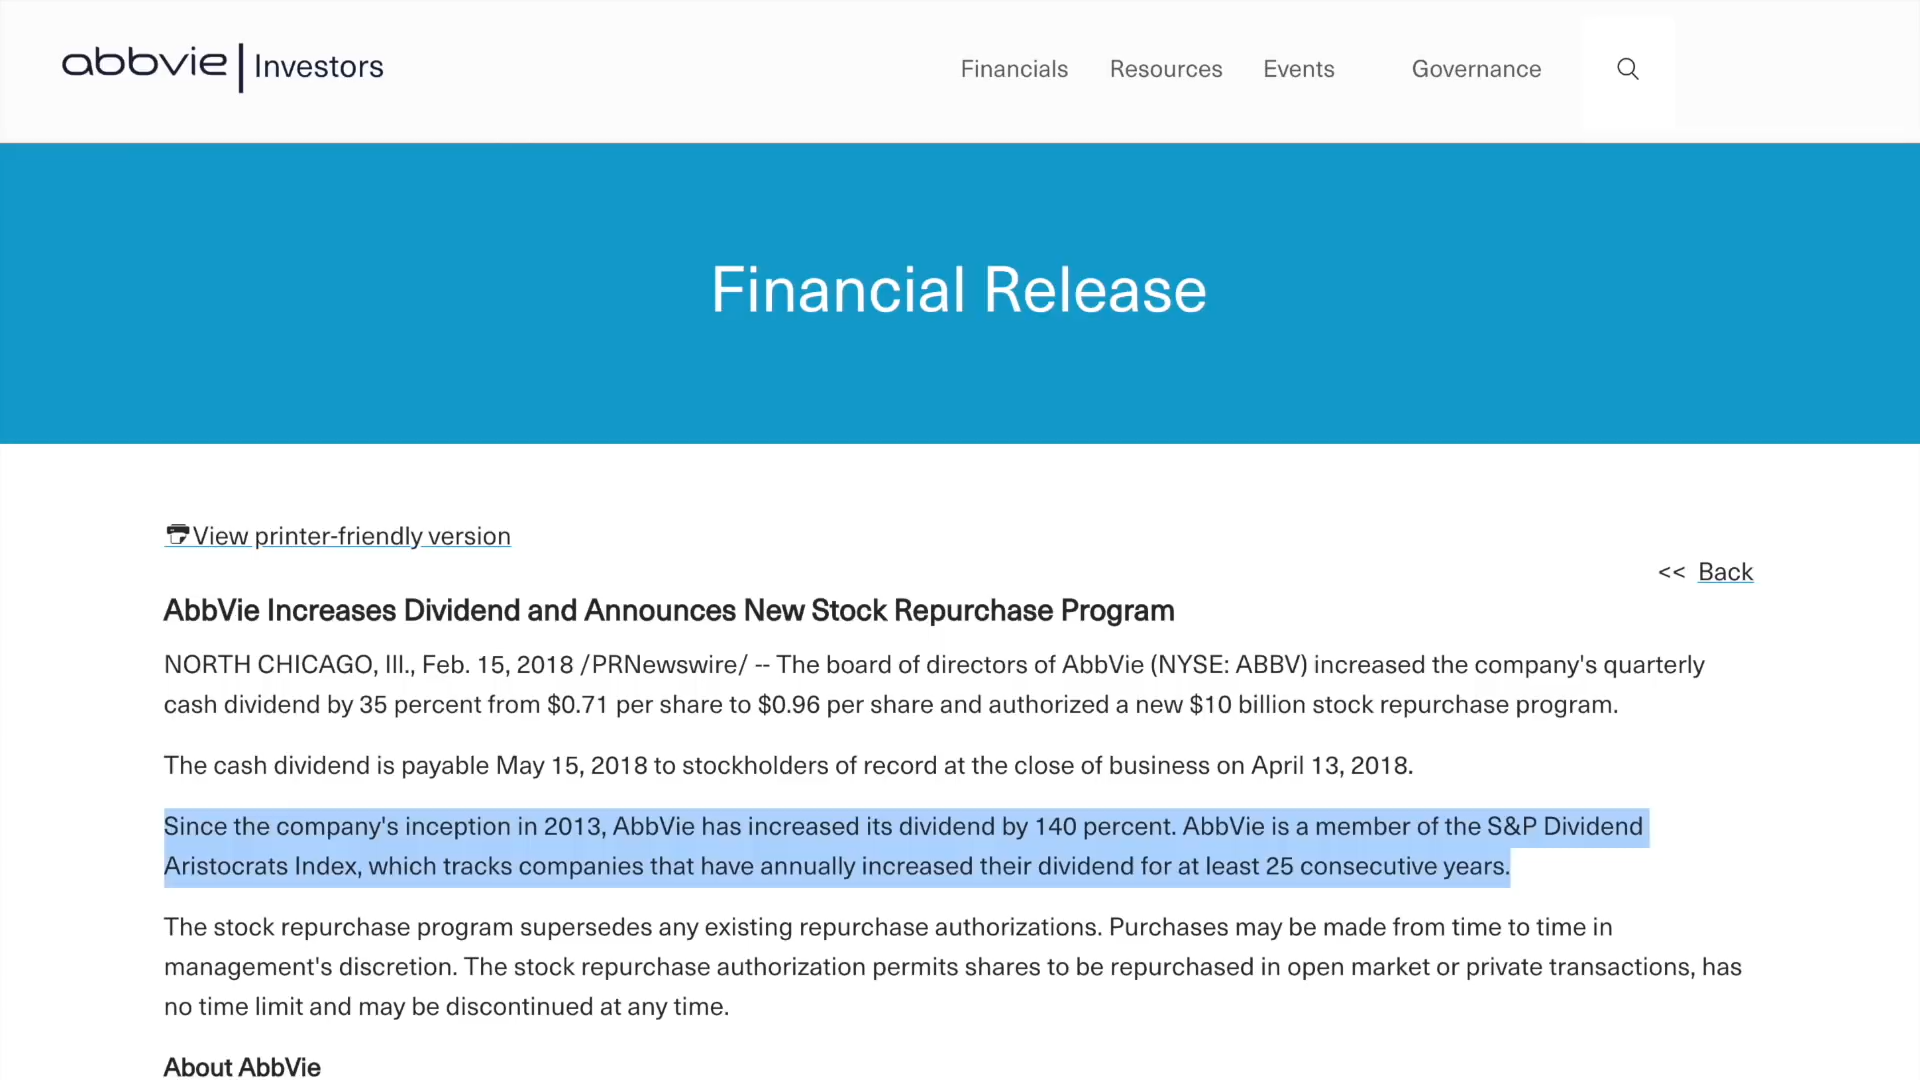 abbvie | Investors
Financials Resources Events Governance
Financial Release
View printer-friendly version
<< Back
AbbVie Increases Dividend and Announces New Stock Repurchase Program
NORTH CHICAGO, Ill., Feb. 15, 2018 /PRNewswire/ -- The board of directors of AbbVie (NYSE: ABBV) increased the company's quarterly
cash dividend by 35 percent from $0.71 per share to $0.96 per share and authorized a new $10 billion stock repurchase program.
The cash dividend is payable May 15, 2018 to stockholders of record at the close of business on April 13, 2018.
Since the company's inception in 2013, AbbVie has increased its dividend by 140 percent. AbbVie is a member of the S&P Dividend
Aristocrats Index, which tracks companies that have annually increased their dividend for at least 25 consecutive years.
The stock repurchase program supersedes any existing repurchase authorizations. Purchases may be made from time to time in
management's discretion. The stock repurchase authorization permits shares to be repurchased in open market or private transactions, has
no time limit and may be discontinued at any time.
About AbbVie